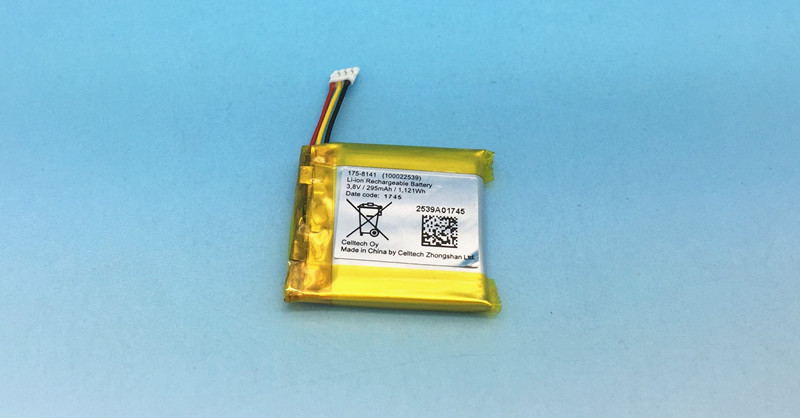 175-8141 (100022539)
Li-ion Rechargeable Battery
3,8V / 295mAh / 1,121Wh
Date code: 1745
2539A01745
Celltech Oy
Made in China by Celltech Zhongshan Ltd.